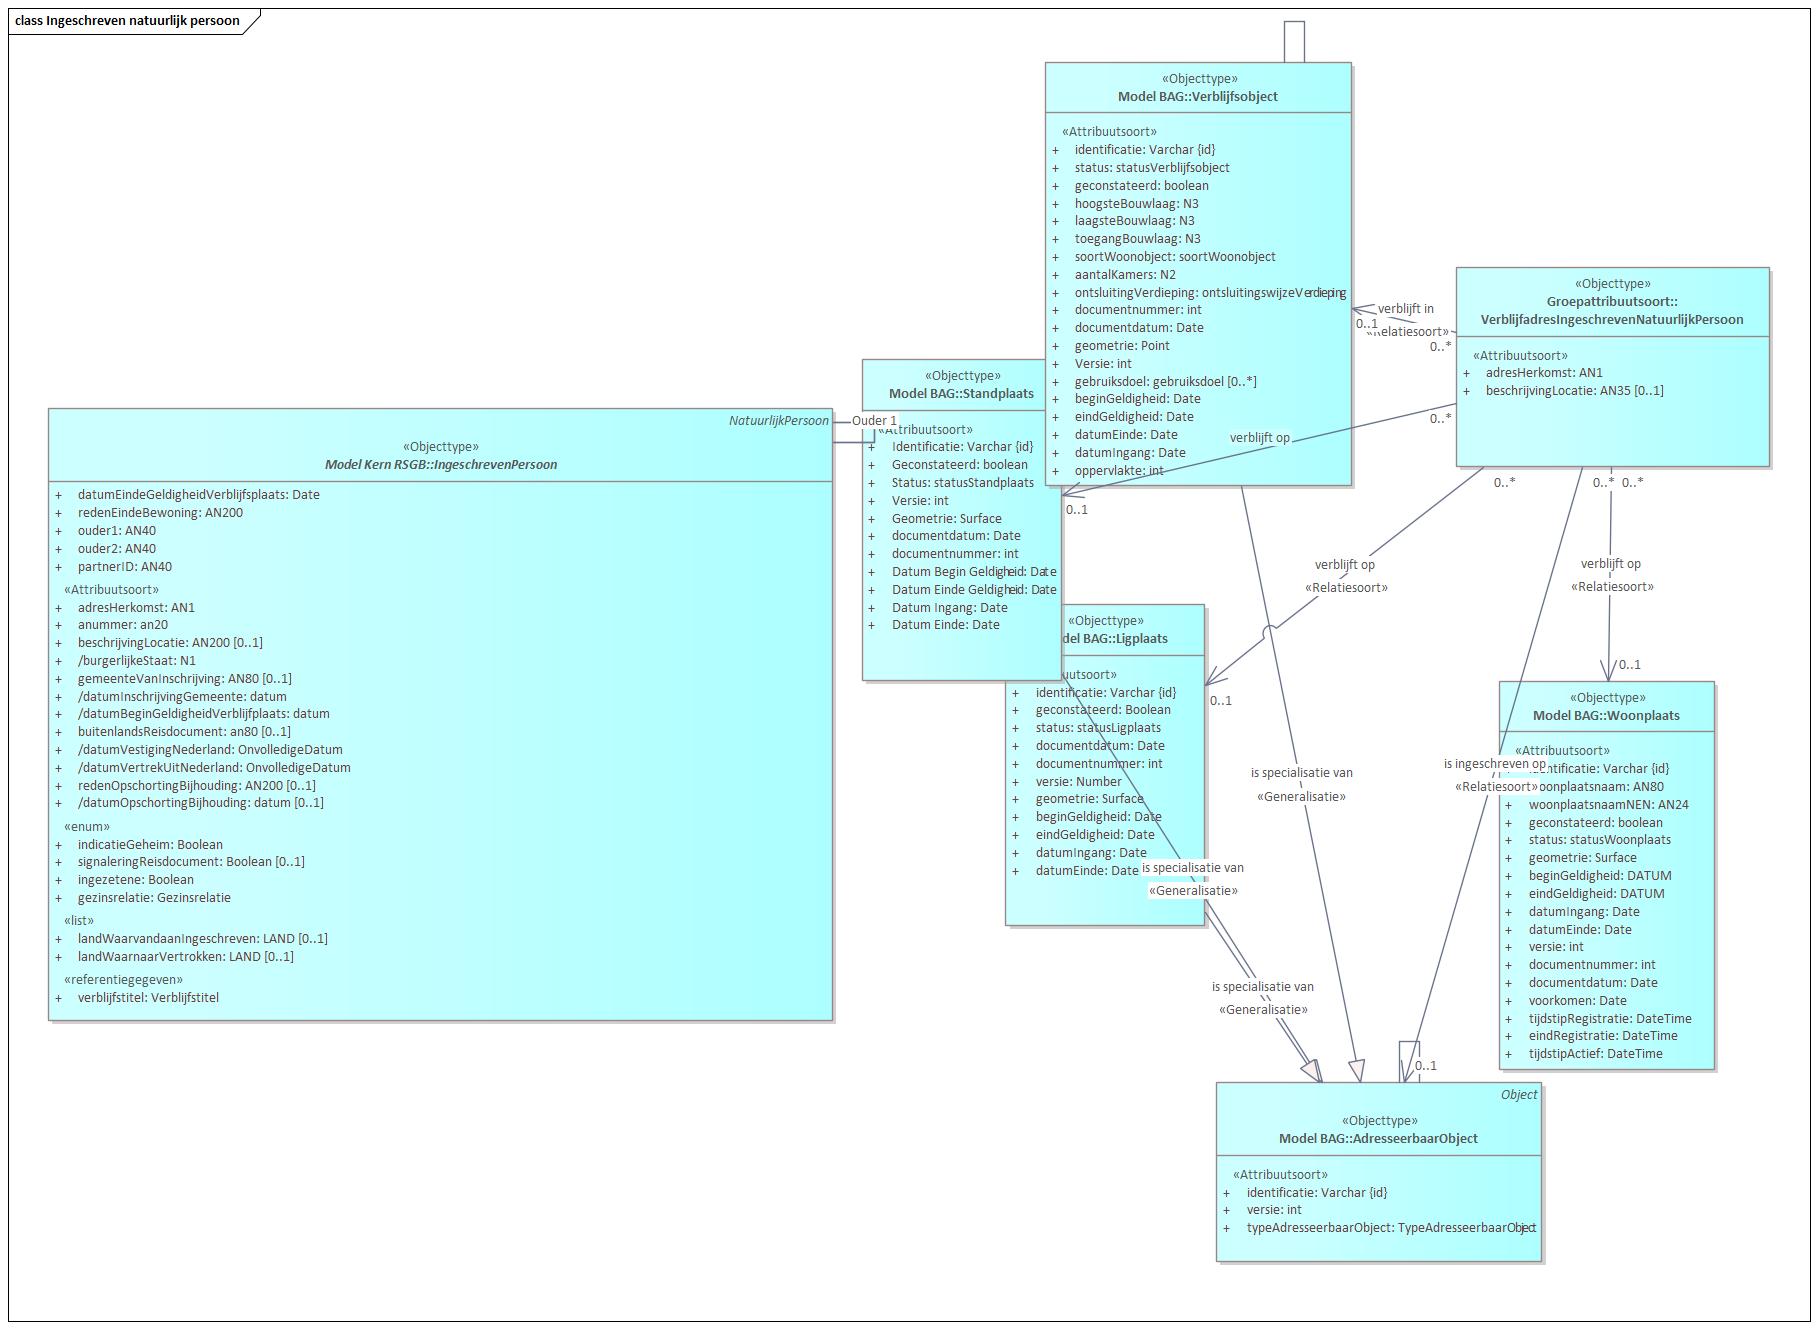 class Ingeschreven natuurlijk persoon
«Objecttype»
Model BAG::Verblijfsobject
«Attribuutsoort»
+ identificatie: Varchar {id}
+ status: statusVerblijfsobject
+ geconstateerd: boolean
+ hoogsteBouwlaag: N3
+ laagsteBouwlaag: N3
+ toegangBouwlaag: N3
+ soortWoonobject: soortWoonobject
+ aantalKamers: N2
+ ontsluitingVerdieping: ontsluitingswijzeVerdieping
+ documentnummer: int
+ documentdatum: Date
+ geometrie: Point
+ Versie: int
+ gebruiksdoel: gebruiksdoel [0..*]
+ beginGeldigheid: Date
+ eindGeldigheid: Date
+ datumEinde: Date
+ datumIngang: Date
+ oppervlakte: int
«Objecttype»
Groepattribuutsoort::
VerblijfadresIngeschrevenNatuurlijkPersoon
«Attribuutsoort»
+ adresHerkomst: AN1
+ beschrijvingLocatie: AN35 [0..1]
verblijft in
0..1
«Relatiesoort»
0..*
0..*
verblijft op
0..1
«Objecttype»
Model BAG::Standplaats
«Attribuutsoort»
+ Identificatie: Varchar {id}
+ Geconstateerd: boolean
+ Status: statusStandplaats
+ Versie: int
+ Geometrie: Surface
+ documentdatum: Date
+ documentnummer: int
+ Datum Begin Geldigheid: Date
+ Datum Einde Geldigheid: Date
+ Datum Ingang: Date
+ Datum Einde: Date
Ouder 1
NatuurlijkPersoon
«Objecttype»
Model Kern RSGB::IngeschrevenPersoon
+ datumEindeGeldigheidVerblijfsplaats: Date
+ redenEindeBewoning: AN200
+ ouder1: AN40
+ ouder2: AN40
+ partnerID: AN40
«Attribuutsoort»
+ adresHerkomst: AN1
+ anummer: an20
+ beschrijvingLocatie: AN200 [0..1]
+ /burgerlijkeStaat: N1
+ gemeenteVanInschrijving: AN80 [0..1]
+ /datumInschrijvingGemeente: datum
+ /datumBeginGeldigheidVerblijfplaats: datum
+ buitenlandsReisdocument: an80 [0..1]
+ /datumVestigingNederland: OnvolledigeDatum
+ /datumVertrekUitNederland: OnvolledigeDatum
+ redenOpschortingBijhouding: AN200 [0..1]
+ /datumOpschortingBijhouding: datum [0..1]
«enum»
+ indicatieGeheim: Boolean
+ signaleringReisdocument: Boolean [0..1]
+ ingezetene: Boolean
+ gezinsrelatie: Gezinsrelatie
«list»
+ landWaarvandaanIngeschreven: LAND [0..1]
+ landWaarnaarVertrokken: LAND [0..1]
«referentiegegeven»
+ verblijfstitel: Verblijfstitel
0..*
0..*
0..*
verblijft op
«Relatiesoort»
0..1
verblijft op
«Relatiesoort»
0..1
«Objecttype»
del BAG::Ligplaats
uutsoort»
+ identificatie: Varchar {id}
+ geconstateerd: Boolean
+ status: statusLigplaats
+ documentdatum: Date
+ documentnummer: int
+ versie: Number
+ geometrie: Surface
+ beginGeldigheid: Date
+ eindGeldigheid: Date
+ datumIngang: Date
+ datumEinde: Date
is specialisatie van
«Generalisatie»
is specialisatie van
«Generalisatie»
is specialisatie van
«Generalisatie»
is ingeschreven op
«Relatiesoort»
0..1
«Objecttype»
Model BAG::Woonplaats
«Attribuutsoort»
identificatie: Varchar {id}
woonplaatsnaam: AN80
+ woonplaatsnaamNEN: AN24
+ geconstateerd: boolean
+ status: statusWoonplaats
+ geometrie: Surface
+ beginGeldigheid: DATUM
+ eindGeldigheid: DATUM
+ datumIngang: Date
+ datumEinde: Date
+ versie: int
+ documentnummer: int
+ documentdatum: Date
+ voorkomen: Date
+ tijdstipRegistratie: DateTime
+ eindRegistratie: DateTime
+ tijdstipActief: DateTime
Object
«Objecttype»
Model BAG::AdresseerbaarObject
«Attribuutsoort»
+ identificatie: Varchar {id}
+ versie: int
+ typeAdresseerbaarObject: TypeAdresseerbaarObject